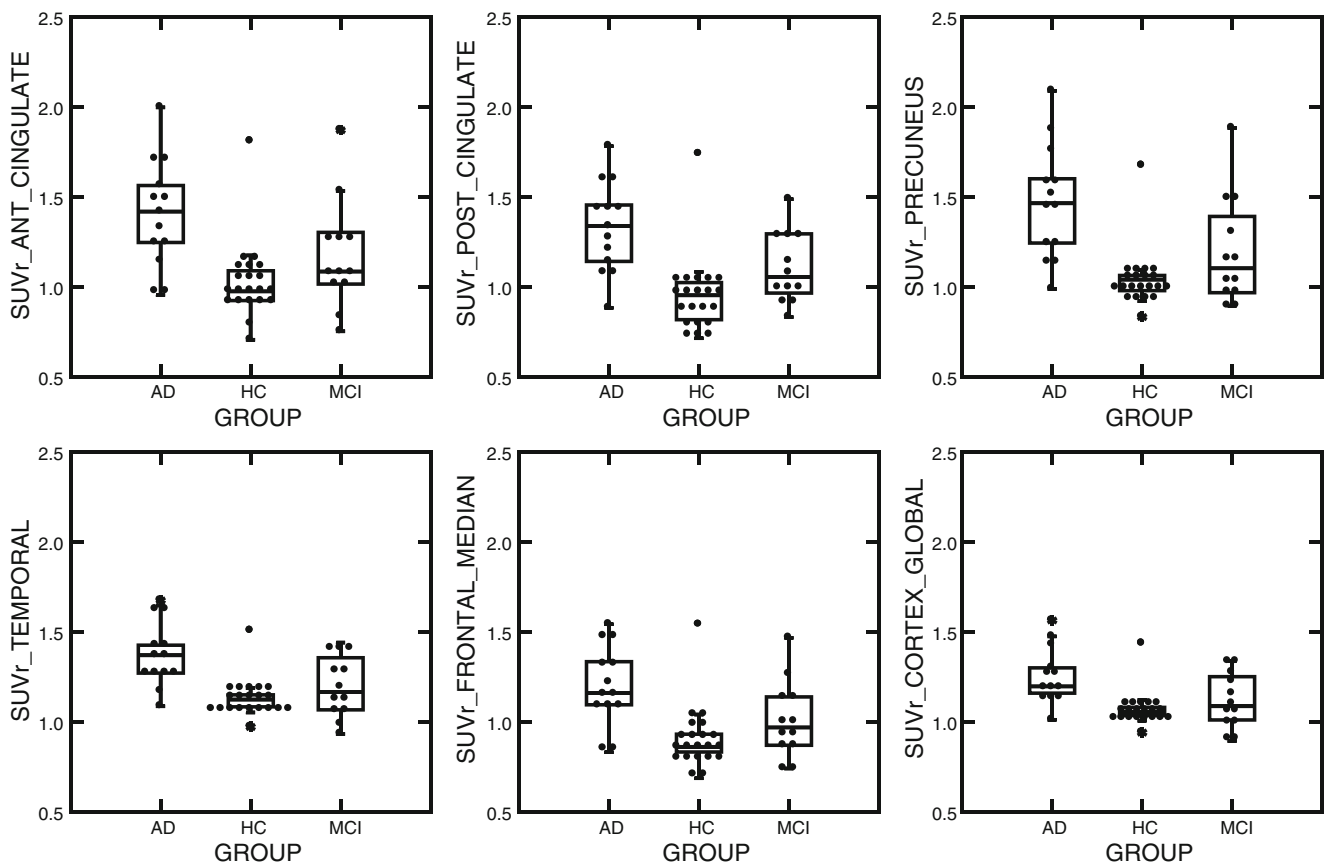 SUVr_ANT_CINGULATE
2.5
2.0
1.5
1.0
0.5
AD HC MCI
GROUP
SUVr_POST_CINGULATE
2.5
2.0
1.5
1.0
0.5
AD HC MCI
GROUP
SUVr_PRECUNEUS
2.5
2.0
1.5
1.0
0.5
AD HC MCI
GROUP
SUVr_TEMPORAL
2.5
2.0
1.5
1.0
0.5
AD HC MCI
GROUP
SUVr_FRONTAL_MEDIAN
2.5
2.0
1.5
1.0
0.5
AD HC MCI
GROUP
SUVr_CORTEX_GLOBAL
2.5
2.0
1.5
1.0
0.5
AD HC MCI
GROUP